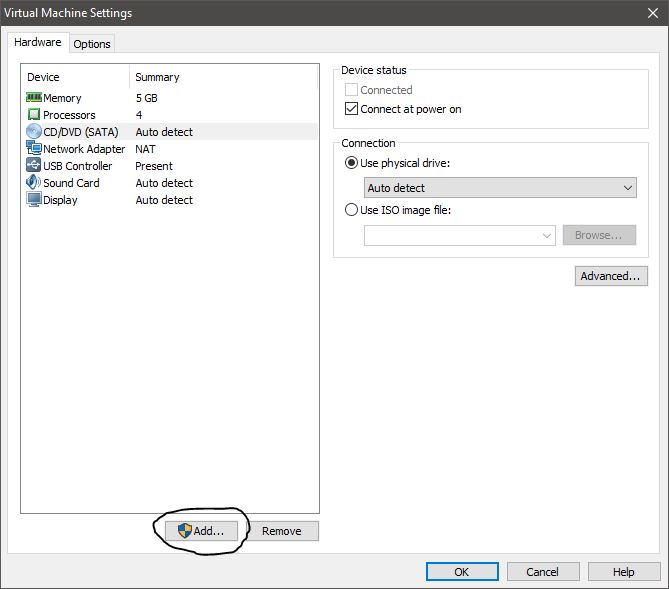 Virtual Machine Settings
Hardware Options
Device Summary
Memory 5 GB
Processors 4
CD/DVD (SATA) Auto detect
Network Adapter NAT
USB Controller Present
Sound Card Auto detect
Display Auto detect
Add... Remove
Device status
Connected
Connect at power on
Connection
Use physical drive:
Auto detect
Use ISO image file:
Browse...
Advanced...
OK Cancel Help